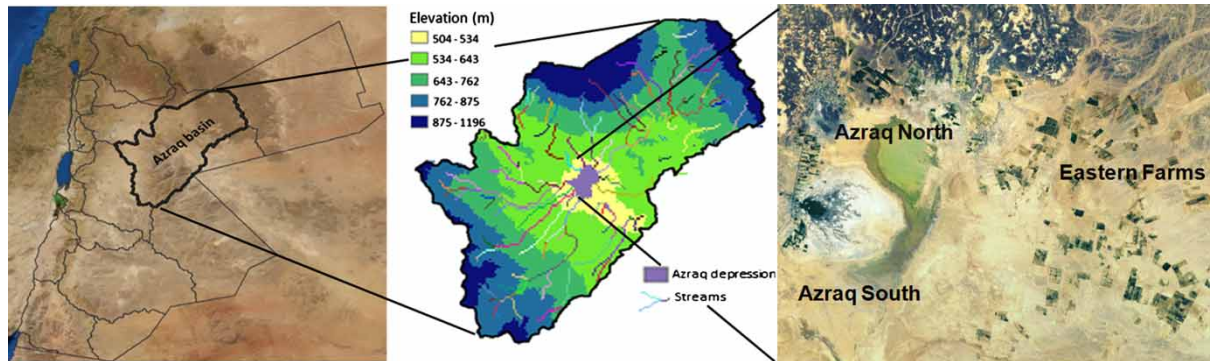 Azraq basin
Elevation (m)
504 - 534
534 - 643
643 - 762
762 - 875
875 - 1196
Azraq depression
Streams
Azraq North
Eastern Farms
Azraq South